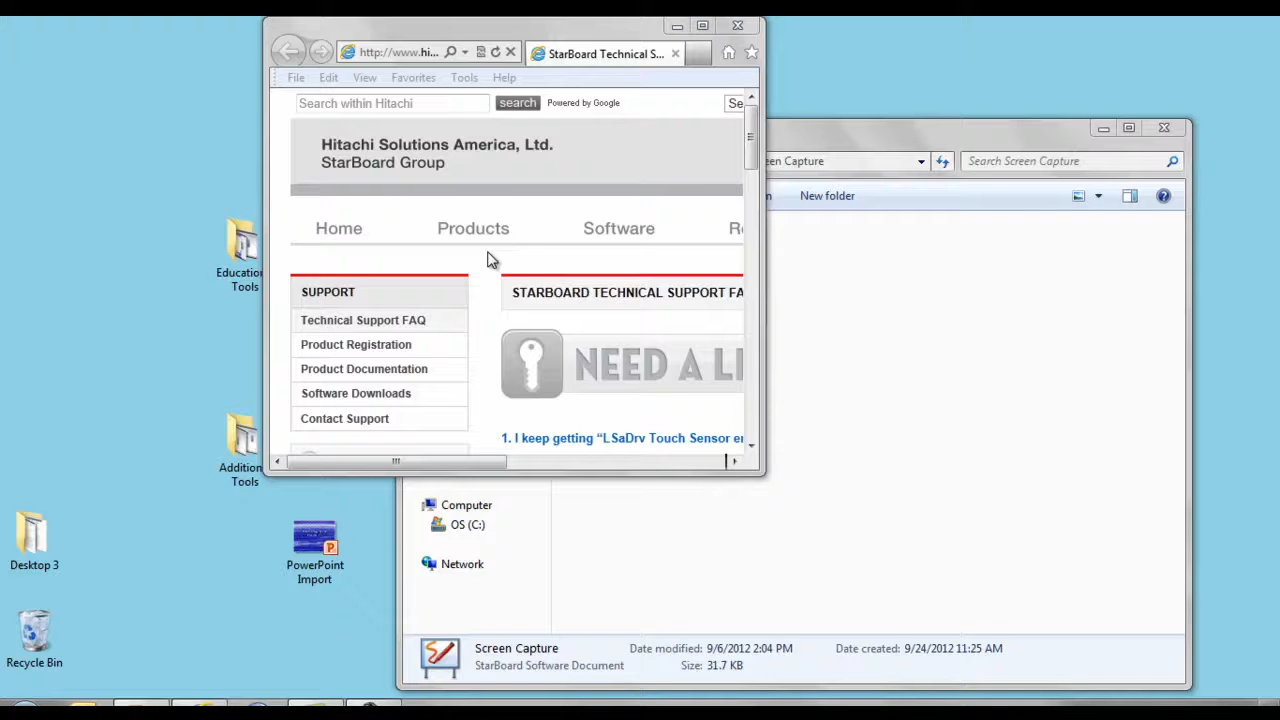 http://www.hi...
StarBoard Technical S...
File Edit View Favorites Tools Help
Search within Hitachi
search
Powered by Google
Se
Hitachi Solutions America, Ltd.
StarBoard Group
Home Products Software R
SUPPORT
Technical Support FAQ
Product Registration
Product Documentation
Software Downloads
Contact Support
STARBOARD TECHNICAL SUPPORT FA
NEED A LI
1. I keep getting “LSaDrv Touch Sensor er
een Capture
Search Screen Capture
n New folder
Computer
OS (C:)
Network
Screen Capture
StarBoard Software Document
Date modified: 9/6/2012 2:04 PM
Size: 31.7 KB
Date created: 9/24/2012 11:25 AM
Education
Tools
Addition
Tools
Desktop 3
PowerPoint
Import
Recycle Bin